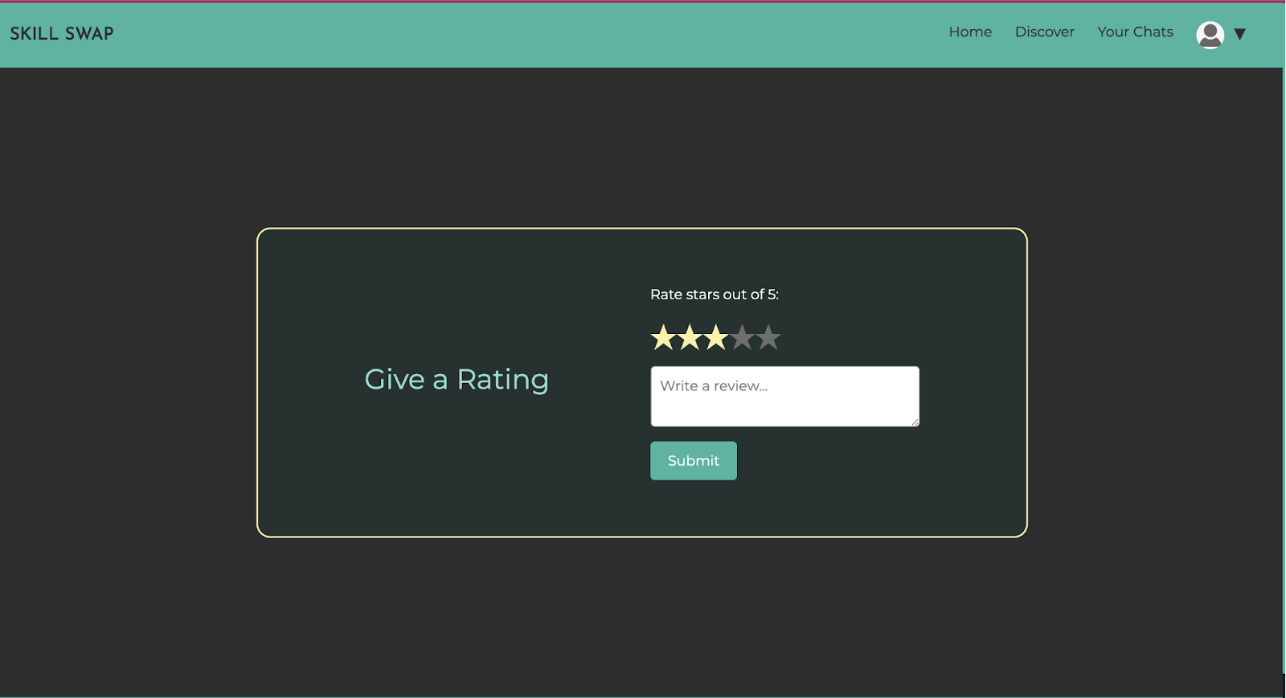 SKILL SWAP
Home Discover Your Chats
Rate stars out of 5:
Give a Rating
Write a review...
Submit